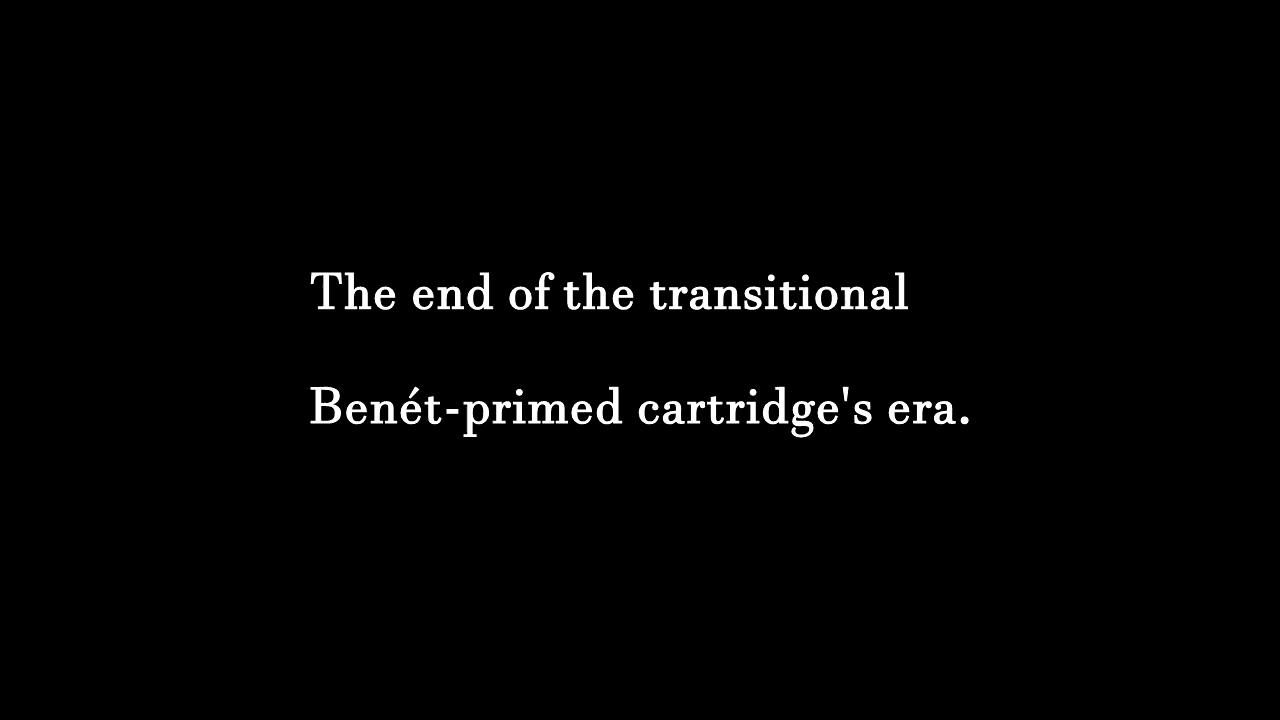 The end of the transitional
Benét-primed cartridge's era.